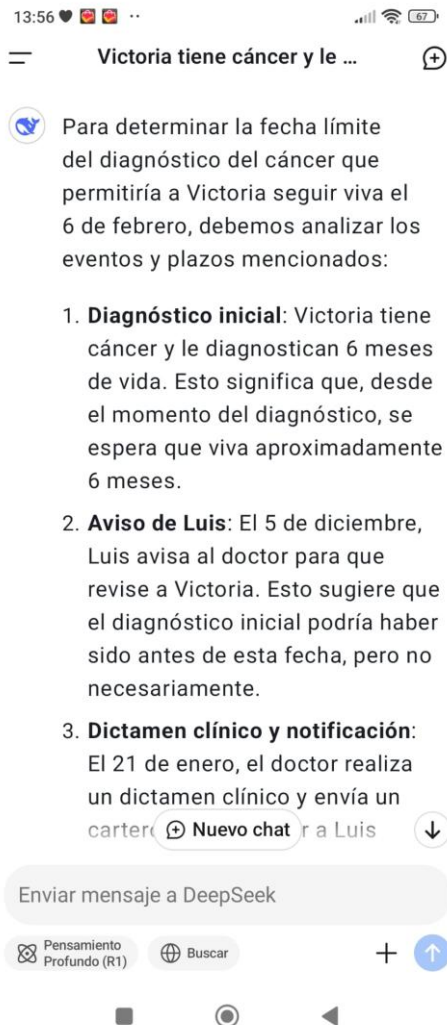 13:56
67
Victoria tiene cáncer y le ...
Para determinar la fecha límite
del diagnóstico del cáncer que
permitiría a Victoria seguir viva el
6 de febrero, debemos analizar los
eventos y plazos mencionados:
1. Diagnóstico inicial: Victoria tiene
cáncer y le diagnostican 6 meses
de vida. Esto significa que, desde
el momento del diagnóstico, se
espera que viva aproximadamente
6 meses.
2. Aviso de Luis: El 5 de diciembre,
Luis avisa al doctor para que
revise a Victoria. Esto sugiere que
el diagnóstico inicial podría haber
sido antes de esta fecha, pero no
necesariamente.
3. Dictamen clínico y notificación:
El 21 de enero, el doctor realiza
un dictamen clínico y envía un
a Luis
Nuevo chat
Enviar mensaje a DeepSeek
Pensamiento
Profundo (R1)
Buscar